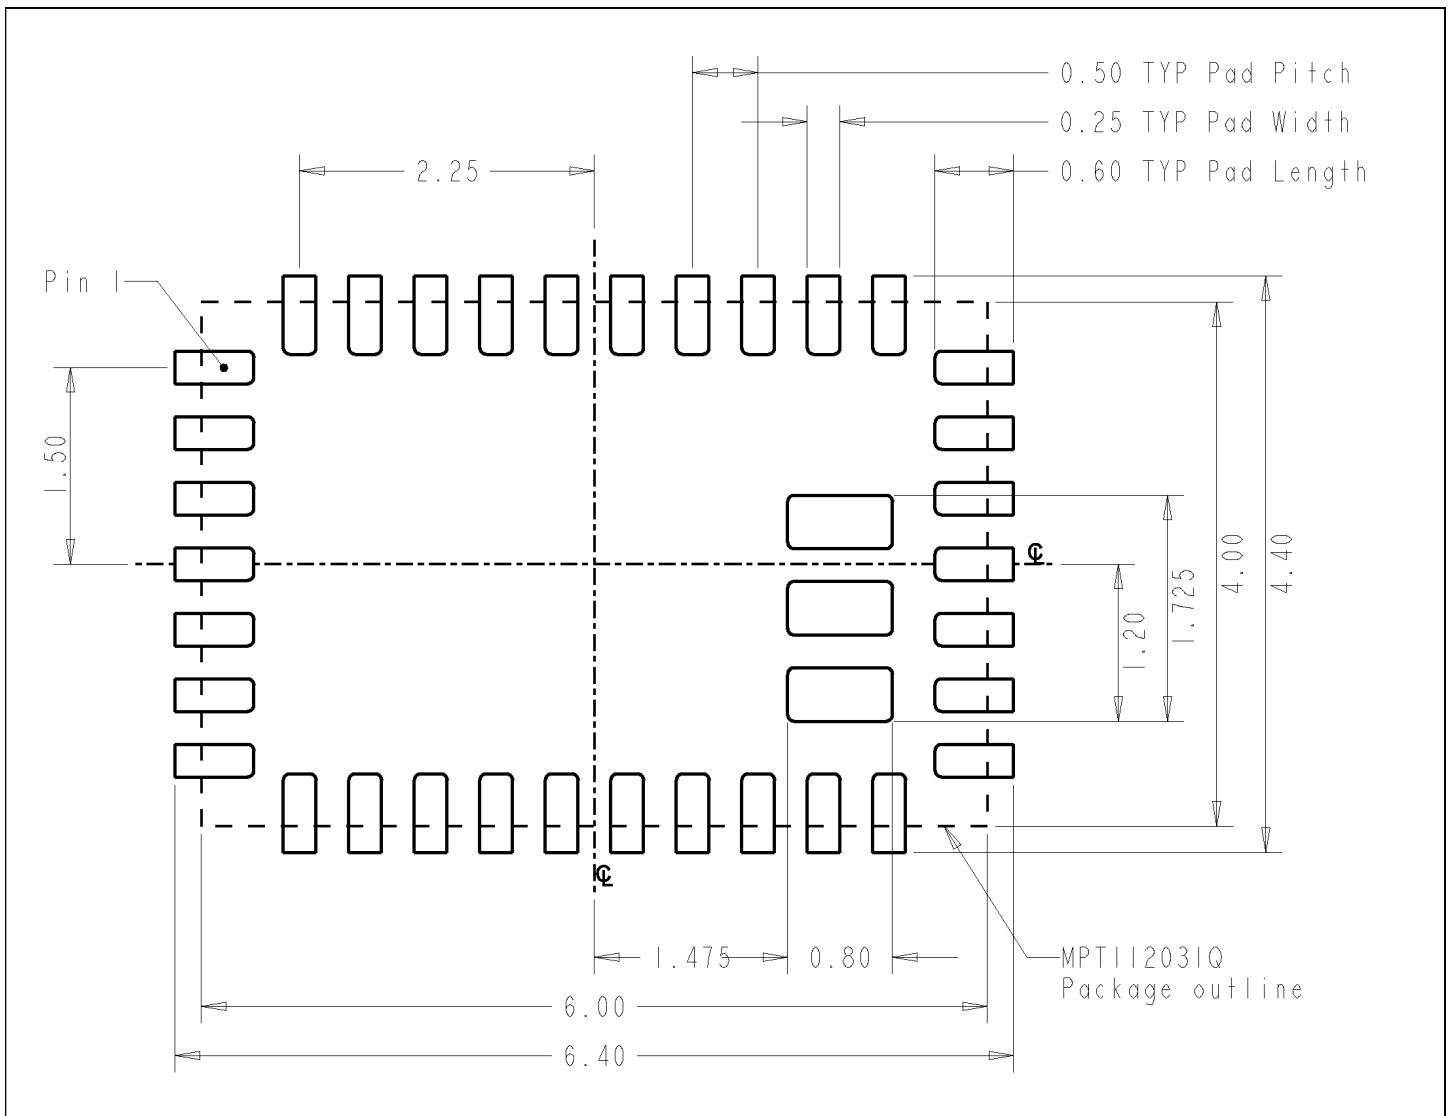 0.50 TYP Pad Pitch
0.25 TYP Pad Width
2.25
0.60 TYP Pad Length
Pin 1
1.50
℄
4.00
4.40
1.725
1.20
℄
1.475
0.80
MPT112031Q
Package outline
6.00
6.40